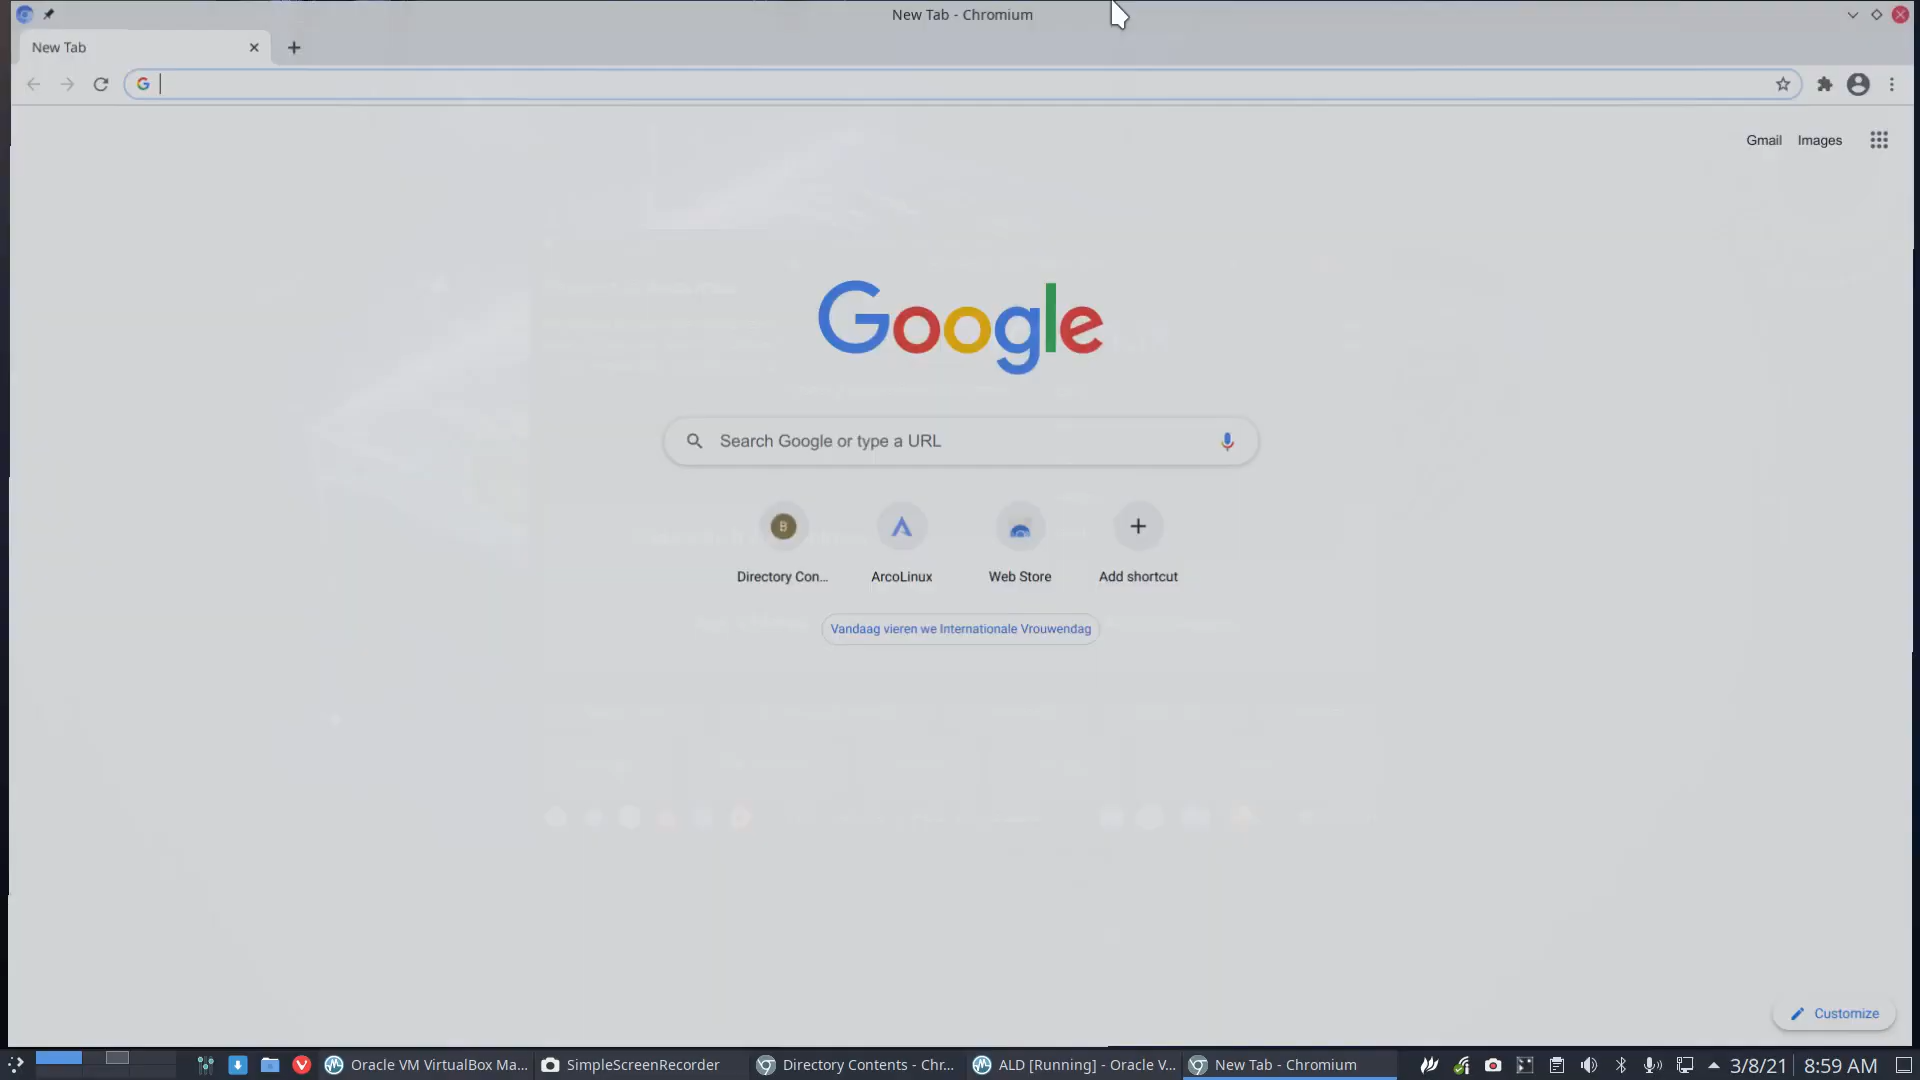 New Tab - Chromium
New Tab
Gmail Images
Google
Search Google or type a URL
B
Directory Con... ArcoLinux Web Store Add shortcut
Vandaag vieren we Internationale Vrouwendag
Customize
Oracle VM VirtualBox Ma... SimpleScreenRecorder Directory Contents - Chr... ALD [Running] - Oracle V... New Tab - Chromium 3/8/21 8:59 AM